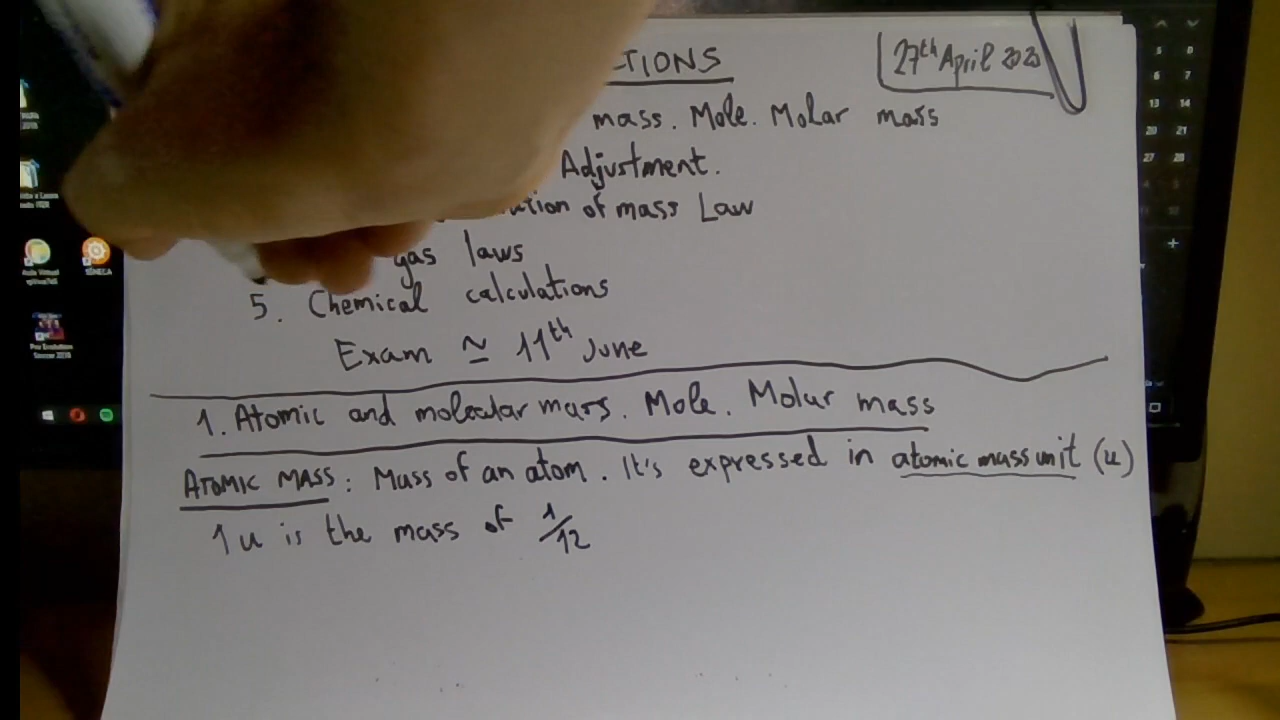 TIONS
27th April 2020
mass. Mole. Molar mass
Adjustment.
of mass Law
gas laws
5. Chemical calculations
Exam ≃ 11th June
1. Atomic and molecular mass. Mole. Molar mass
ATOMIC MASS: Mass of an atom. It's expressed in atomic mass unit (u)
1 u is the mass of 1/12